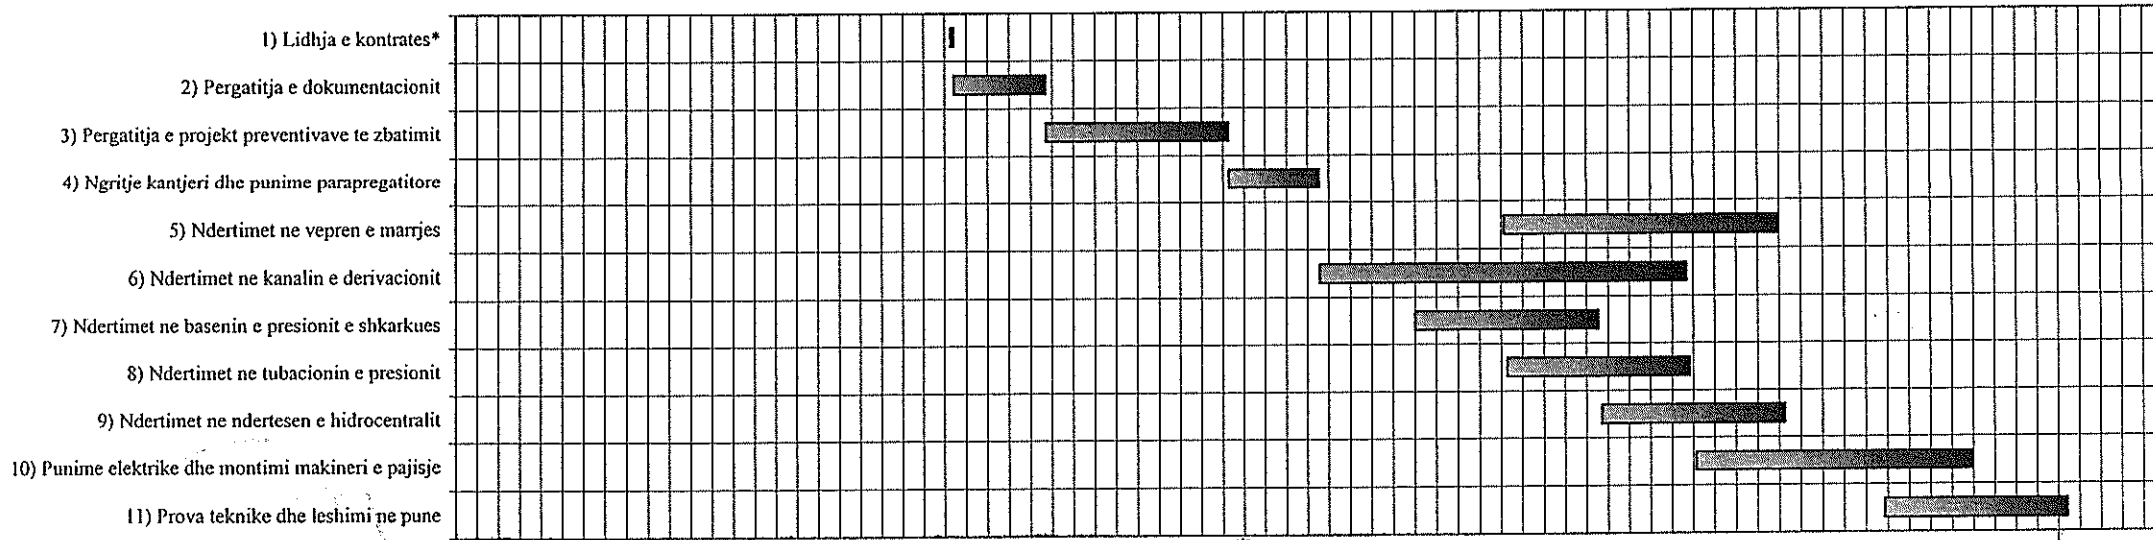 1) Lidhja e kontrates*
2) Pergatitja e dokumentacionit
3) Pergatitja e projekt preventivave te zbatimit
4) Ngritje kantjeri dhe punime parapregatitore
5) Ndertimet ne vepren e marrjes
6) Ndertimet ne kanalin e derivacionit
7) Ndertimet ne basenin e presionit e shkarkues
8) Ndertimet ne tubacionin e presionit
9) Ndertimet ne ndertesen e hidrocentralit
10) Punime elektrike dhe montimi makineri e pajisje
11) Prova teknike dhe leshimi ne pune